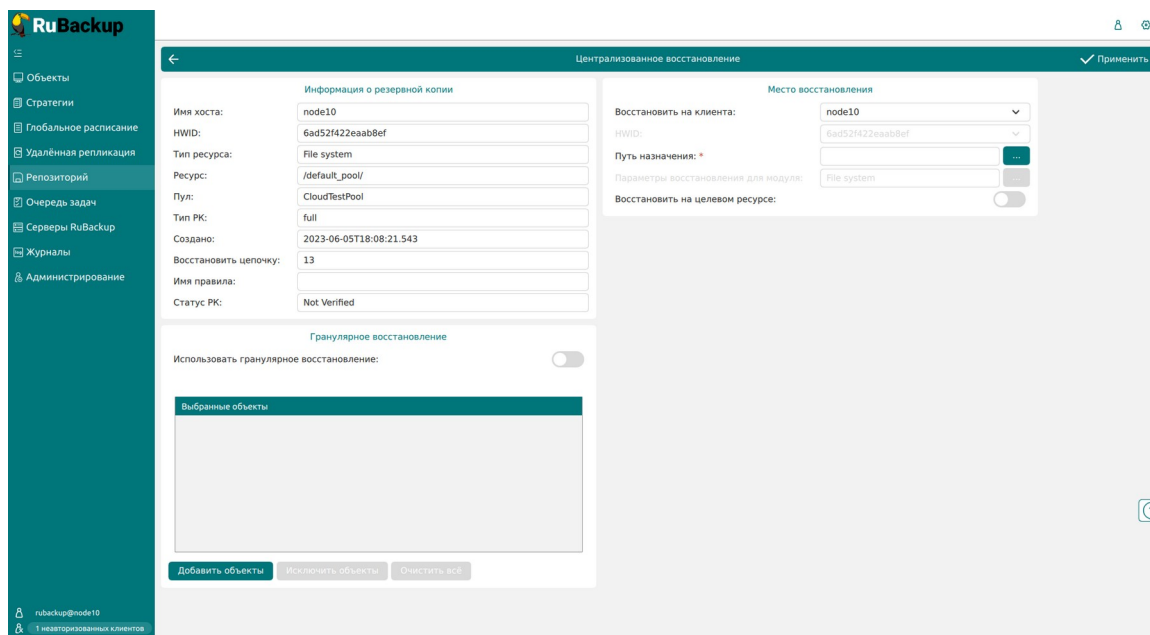 RuBackup
Объекты
Стратегии
Глобальное расписание
Удалённая репликация
Репозиторий
Очередь задач
Серверы RuBackup
Журналы
Администрирование
rubackup@node10
1 неавторизованных клиентов
Централизованное восстановление
Применить
Информация о резервной копии
Имя хоста: node10
HWID: 6ad52f422eaab8ef
Тип ресурса: File system
Ресурс: /default_pool/
Пул: CloudTestPool
Тип РК: full
Создано: 2023-06-05T18:08:21.543
Восстановить цепочку: 13
Имя правила:
Статус РК: Not Verified
Гранулярное восстановление
Использовать гранулярное восстановление:
Выбранные объекты
Добавить объекты Исключить объекты Очистить всё
Место восстановления
Восстановить на клиента: node10
HWID: 6ad52f422eaab8ef
Путь назначения: * ...
Параметры восстановления для модуля: File system ...
Восстановить на целевом ресурсе: